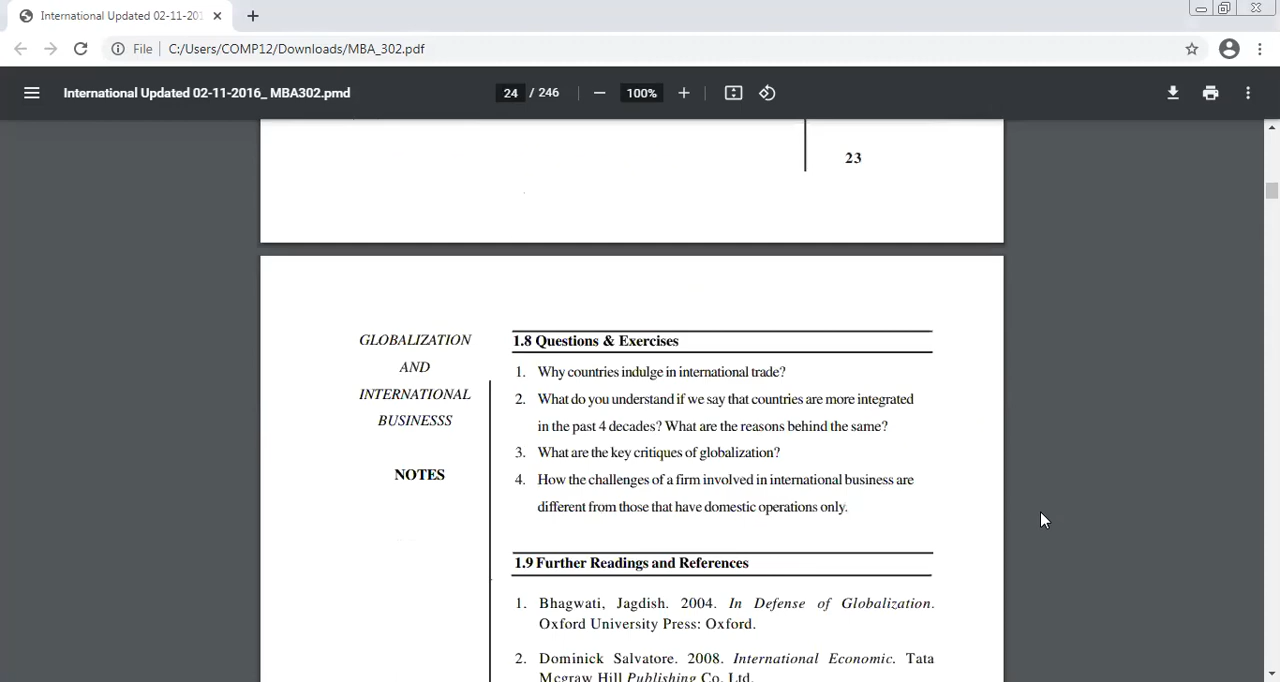 International Updated 02-11-201
File
C:/Users/COMP12/Downloads/MBA_302.pdf
International Updated 02-11-2016_ MBA302.pmd
24 / 246
100%
23
GLOBALIZATION
AND
INTERNATIONAL
BUSINESSS
NOTES
1.8 Questions & Exercises
1. Why countries indulge in international trade?
2. What do you understand if we say that countries are more integrated
in the past 4 decades? What are the reasons behind the same?
3. What are the key critiques of globalization?
4. How the challenges of a firm involved in international business are
different from those that have domestic operations only.
1.9 Further Readings and References
1. Bhagwati, Jagdish. 2004. In Defense of Globalization.
Oxford University Press: Oxford.
2. Dominick Salvatore. 2008. International Economic. Tata
Mcgraw Hill Publishing Co. Ltd.